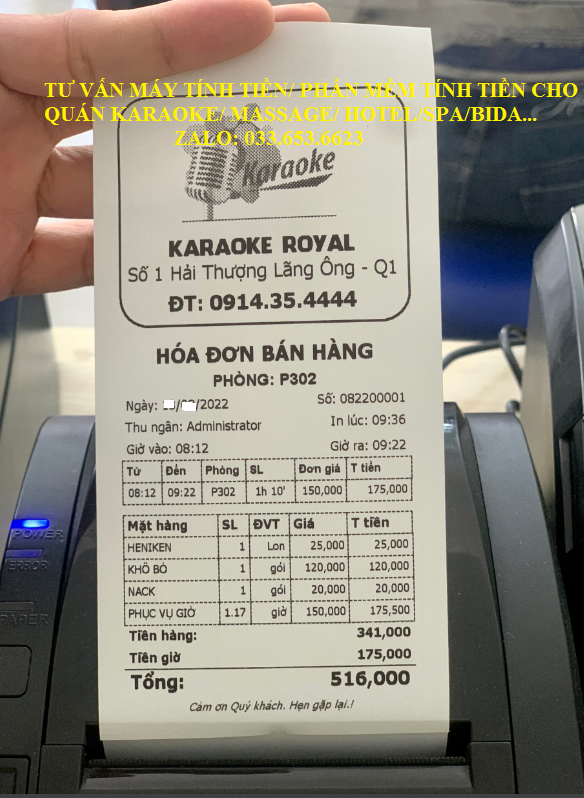 TƯ VẤN MÁY TÍNH TIỀN/ PHẦN MỀM TÍNH TIỀN CHO
QUÁN KARAOKE/ MASSAGE/ HOTEL/SPA/BIDA...
ZALO: 033.653.6623
Karaoke
KARAOKE ROYAL
Số 1 Hải Thượng Lãng Ông - Q1
ĐT: 0914.35.4444
HÓA ĐƠN BÁN HÀNG
PHÒNG: P302
Ngày: /2022 Số: 082200001
Thu ngân: Administrator In lúc: 09:36
Giờ vào: 08:12 Giờ ra: 09:22
Từ Đến Phòng SL Đơn giá T tiền
08:12 09:22 P302 1h 10' 150,000 175,000
Mặt hàng SL ĐVT Giá T tiền
HENIKEN 1 Lon 25,000 25,000
KHÔ BÒ 1 gói 120,000 120,000
NACK 1 gói 20,000 20,000
PHỤC VỤ GIỜ 1.17 giờ 150,000 175,500
Tiền hàng: 341,000
Tiền giờ 175,000
Tổng: 516,000
Cám ơn Quý khách. Hẹn gặp lại.!
POWER
ERROR
PAPER